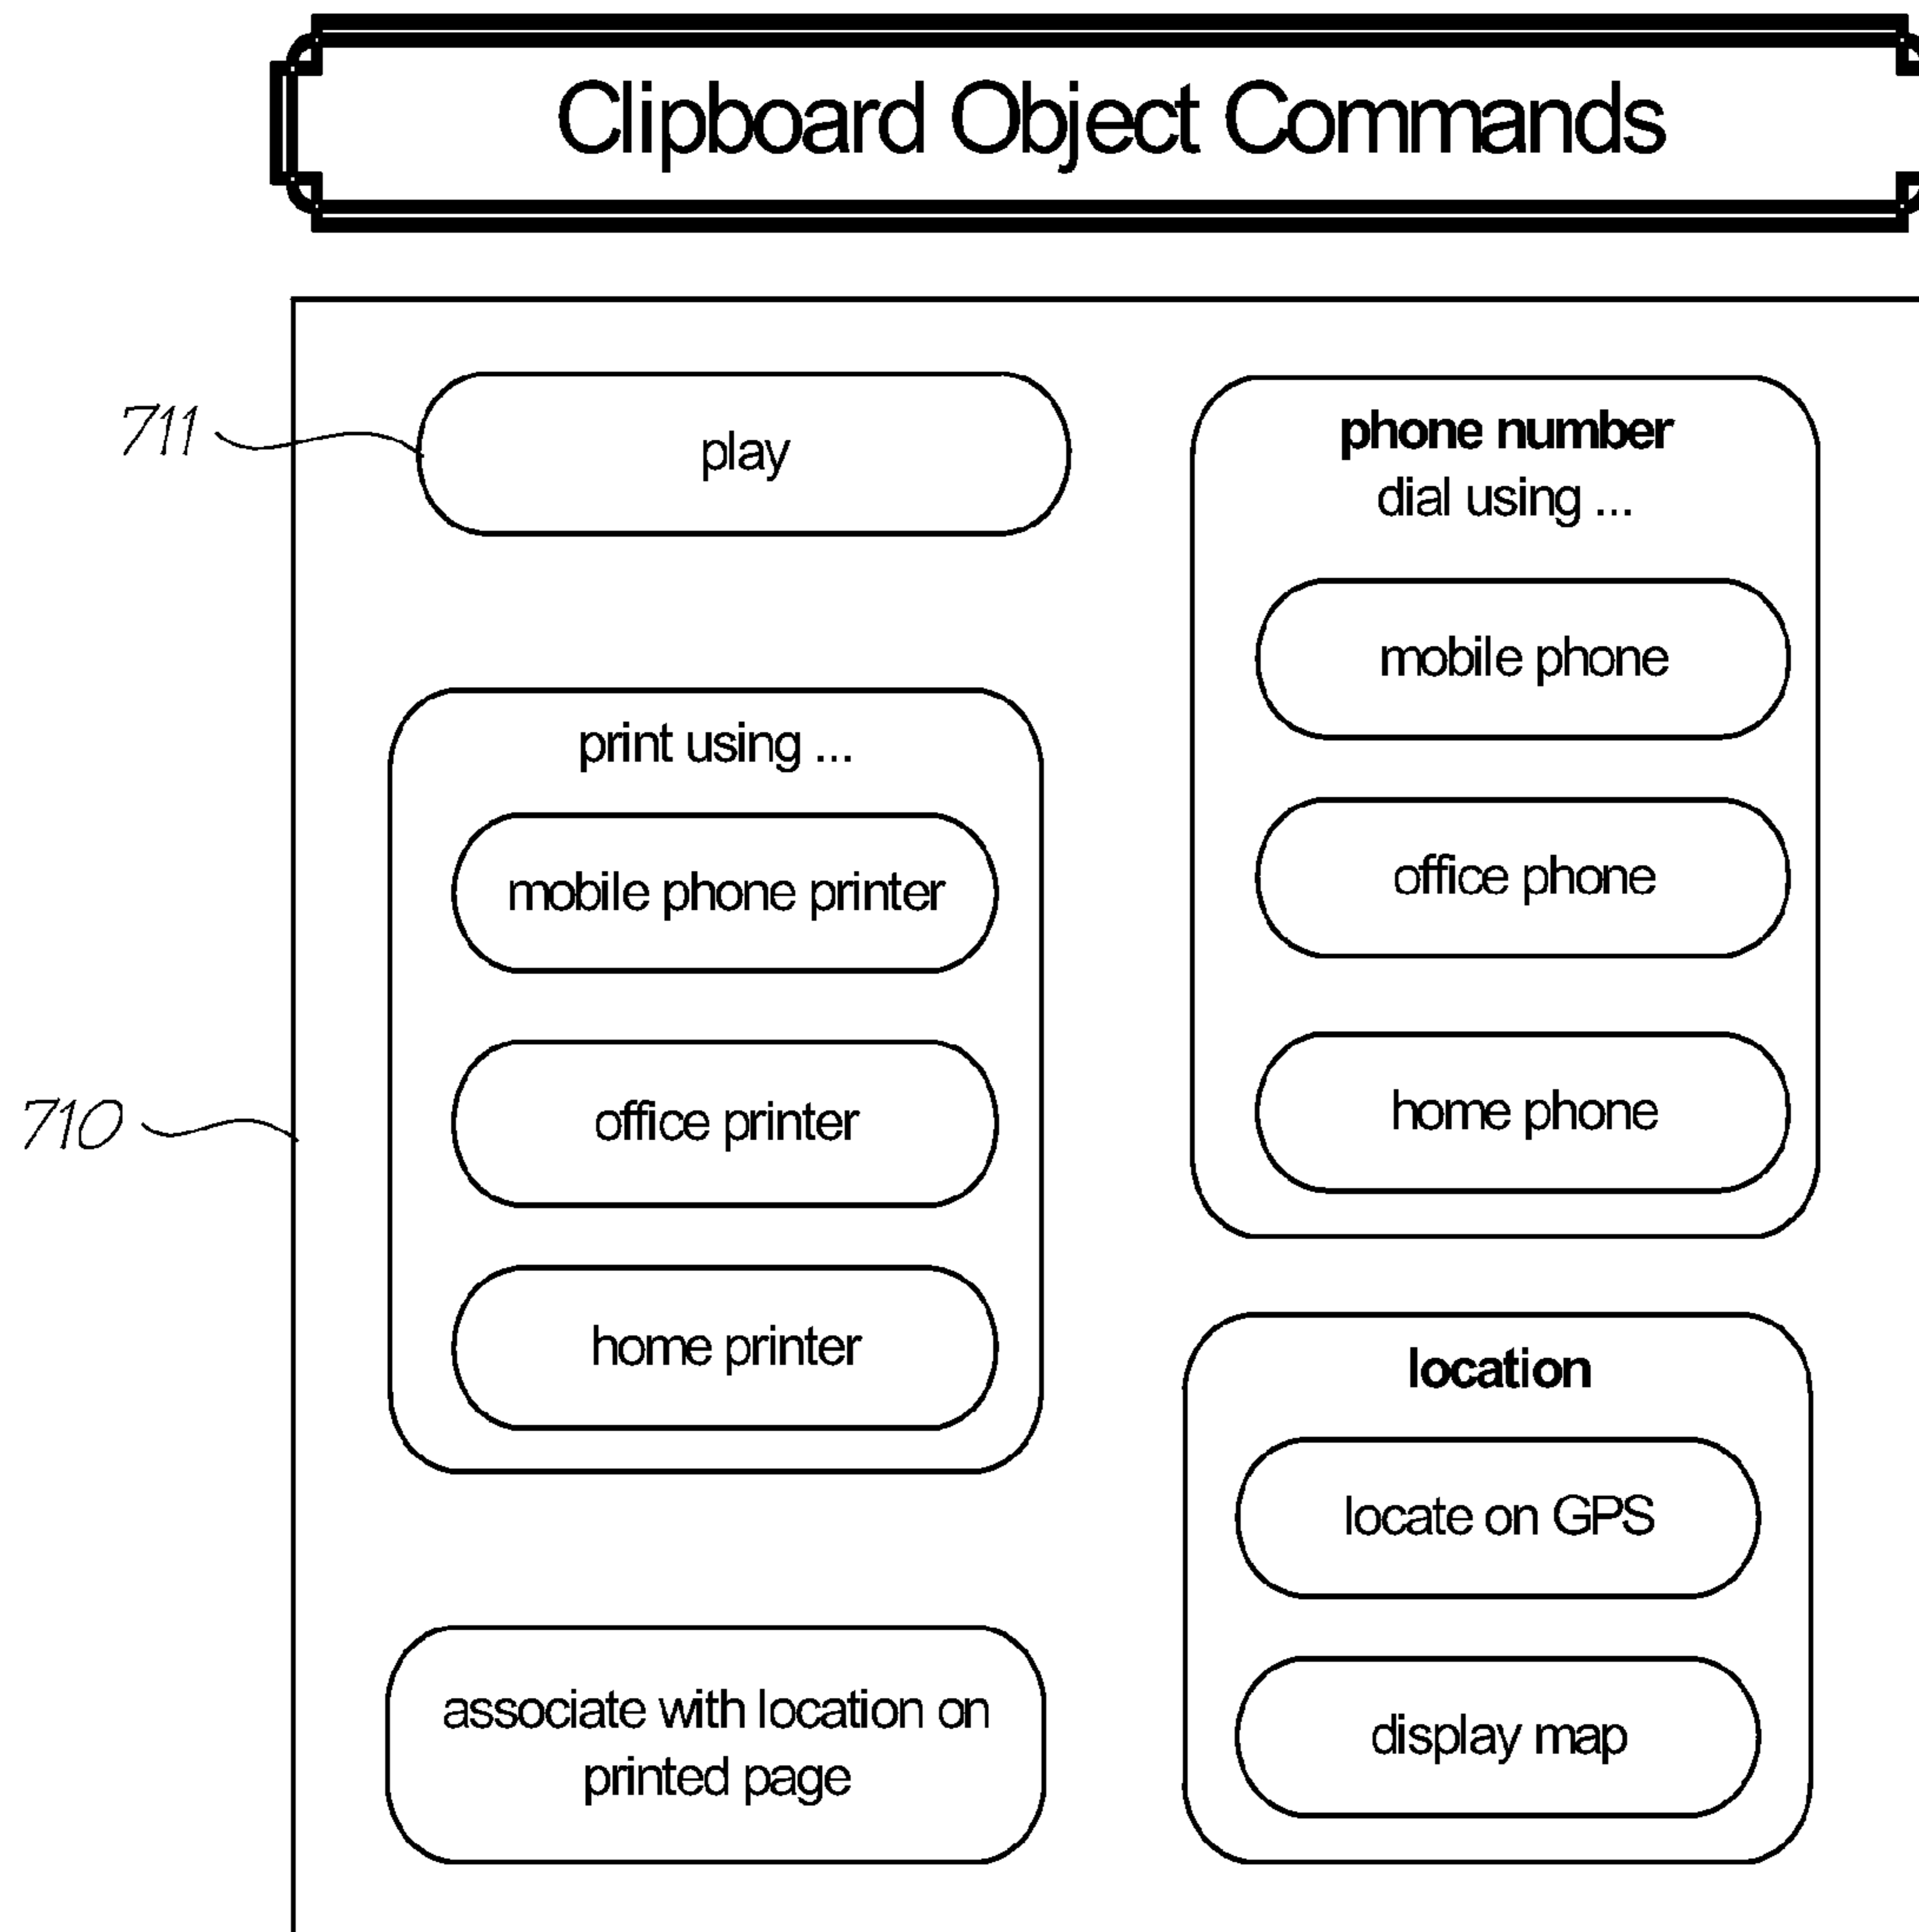 Clipboard Object Commands
711
play
print using ...
mobile phone printer
office printer
home printer
710
associate with location on
printed page
phone number
dial using ...
mobile phone
office phone
home phone
location
locate on GPS
display map